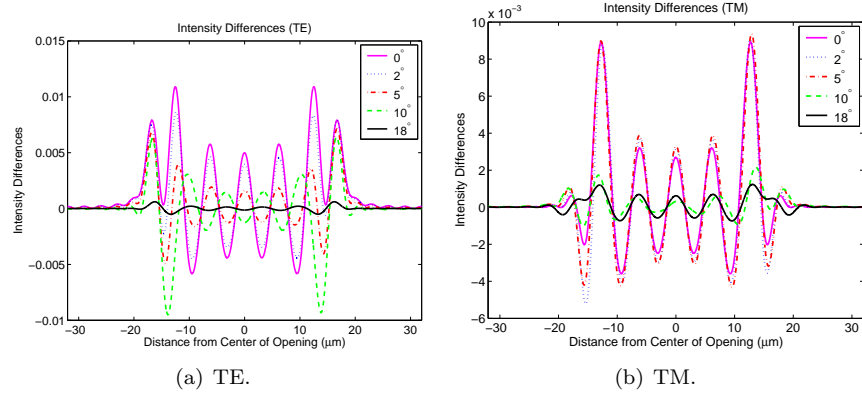 Intensity Differences (TE)
0.015
0.01
0.005
0
−0.005
−0.01
−30 −20 −10 0 10 20 30
Intensity Differences
Distance from Center of Opening (μm)
0°
2°
5°
10°
18°
(a) TE.
Intensity Differences (TM)
x 10⁻³
10
8
6
4
2
0
−2
−4
−6
−30 −20 −10 0 10 20 30
Intensity Differences
Distance from Center of Opening (μm)
0°
2°
5°
10°
18°
(b) TM.